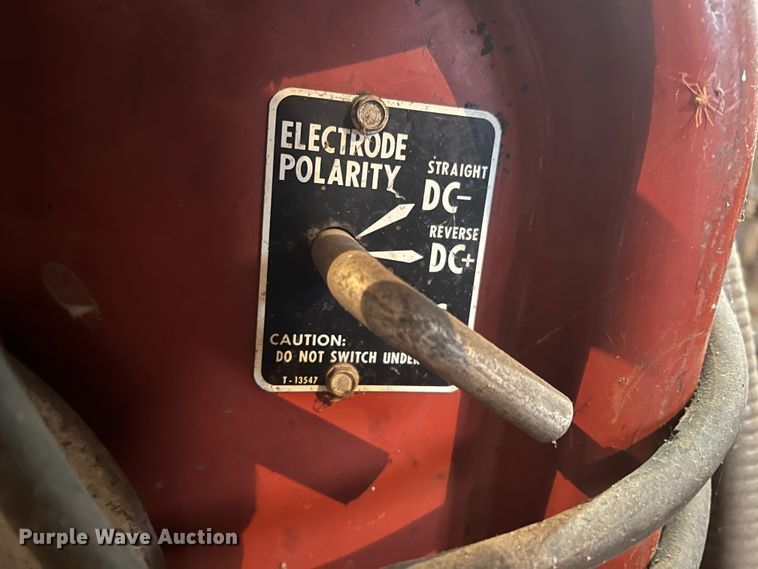 ELECTRODE
POLARITY
STRAIGHT
DC-
REVERSE
DC+
CAUTION:
DO NOT SWITCH UNDER
T-13547
Purple Wave Auction